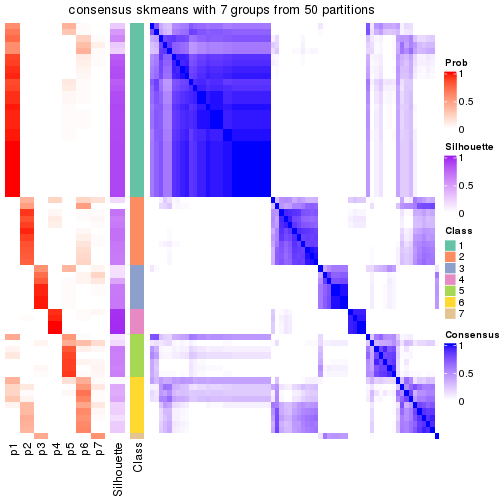 consensus skmeans with 7 groups from 50 partitions
Prob
1
0.5
0
Silhouette
1
0.5
0
Class
1
2
3
4
5
6
7
Consensus
1
0.5
0
p1
p2
p3
p4
p5
p6
p7
Silhouette
Class